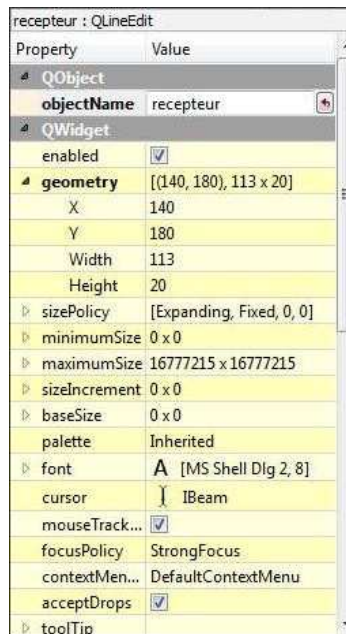 recepteur : QLineEdit
Property Value
QObject
objectName recepteur
QWidget
enabled
geometry [(140, 180), 113 x 20]
X 140
Y 180
Width 113
Height 20
sizePolicy [Expanding, Fixed, 0, 0]
minimumSize 0 x 0
maximumSize 16777215 x 16777215
sizeIncrement 0 x 0
baseSize 0 x 0
palette Inherited
font A [MS Shell Dlg 2, 8]
cursor IBeam
mouseTrack...
focusPolicy StrongFocus
contextMen... DefaultContextMenu
acceptDrops
toolTip